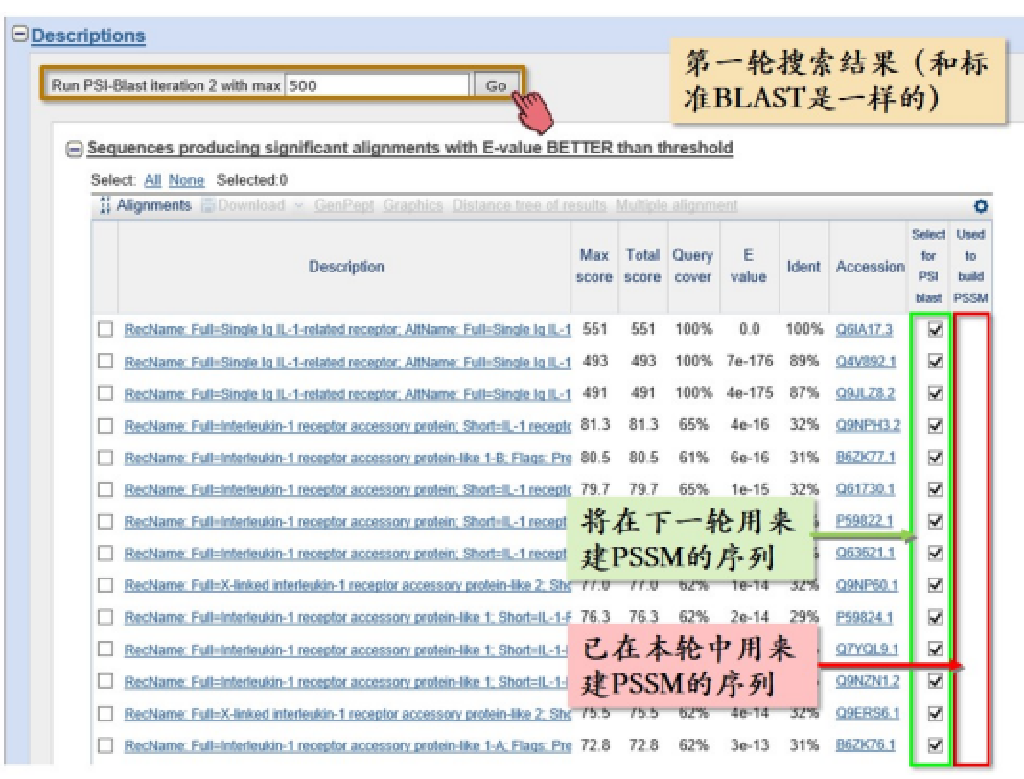 Descriptions
第一轮搜索结果（和标
准BLAST是一样的）
Run PSI-Blast iteration 2 with max 500 Go
Sequences producing significant alignments with E-value BETTER than threshold
Select: All None Selected:0
Alignments Download GenPept Graphics Distance tree of results Multiple alignment
Description Max score Total score Query cover E value Ident Accession Select for PSI blast Used to build PSSM
RecName: Full=Single Ig IL-1-related receptor; AltName: Full=Single Ig IL-1 551 551 100% 0.0 100% Q6IA17.3
RecName: Full=Single Ig IL-1-related receptor; AltName: Full=Single Ig IL-1 493 493 100% 7e-176 89% Q4V892.1
RecName: Full=Single Ig IL-1-related receptor; AltName: Full=Single Ig IL-1 491 491 100% 4e-175 87% Q9JLZ8.2
RecName: Full=Interleukin-1 receptor accessory protein; Short=IL-1 recepto 81.3 81.3 65% 4e-16 32% Q9NPH3.2
RecName: Full=Interleukin-1 receptor accessory protein-like 1-B; Flags: Pre 80.5 80.5 61% 6e-16 31% B6ZK77.1
RecName: Full=Interleukin-1 receptor accessory protein; Short=IL-1 recepto 79.7 79.7 65% 1e-15 32% Q61730.1
RecName: Full=Interleukin-1 receptor accessory protein; Short=IL-1 recept P59822.1
RecName: Full=Interleukin-1 receptor accessory protein; Short=IL-1 recept Q63621.1
将在下一轮用来
建PSSM的序列
RecName: Full=X-linked interleukin-1 receptor accessory protein-like 2; Sho 77.0 77.0 62% 1e-14 32% Q9NP60.1
RecName: Full=Interleukin-1 receptor accessory protein-like 1; Short=IL-1-F 76.3 76.3 62% 2e-14 29% P59824.1
RecName: Full=Interleukin-1 receptor accessory protein-like 1; Short=IL-1- Q7YQL9.1
RecName: Full=Interleukin-1 receptor accessory protein-like 1; Short=IL-1- Q9NZN1.2
已在本轮中用来
建PSSM的序列
RecName: Full=X-linked interleukin-1 receptor accessory protein-like 2; Sho 75.5 75.5 62% 4e-14 32% Q9ERS6.1
RecName: Full=Interleukin-1 receptor accessory protein-like 1-A; Flags: Pre 72.8 72.8 62% 3e-13 31% B6ZK76.1